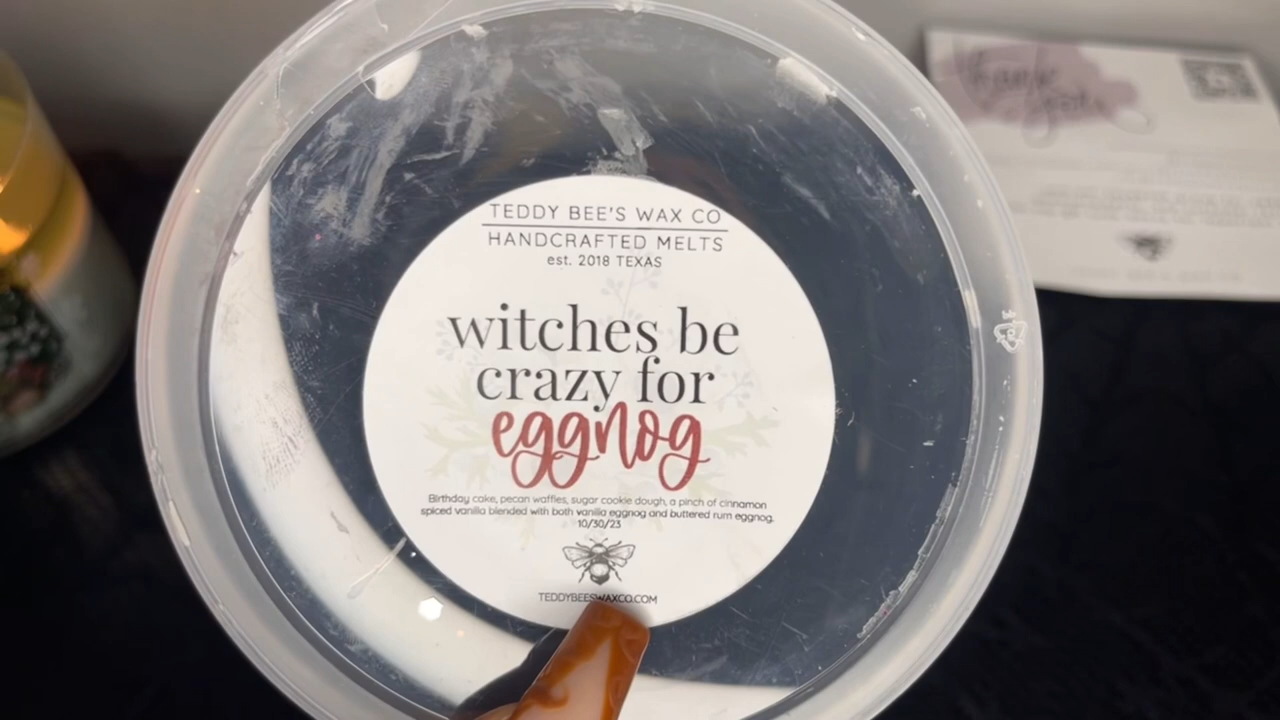 TEDDY BEE'S WAX CO
HANDCRAFTED MELTS
est. 2018 TEXAS
witches be
crazy for
eggnog
Birthday cake, pecan waffles, sugar cookie dough, a pinch of cinnamon
spiced vanilla blended with both vanilla eggnog and buttered rum eggnog.
10/30/23
TEDDYBEESWAXCO.COM
thank
you